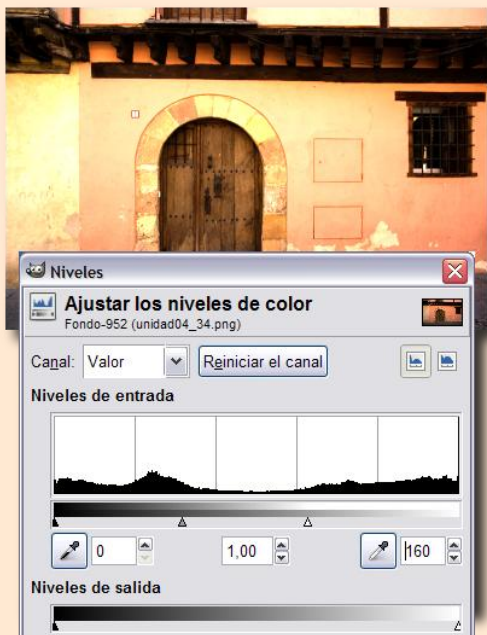 Niveles
Ajustar los niveles de color
Fondo-952 (unidad04_34.png)
Canal: Valor Reiniciar el canal
Niveles de entrada
0 1,00 160
Niveles de salida